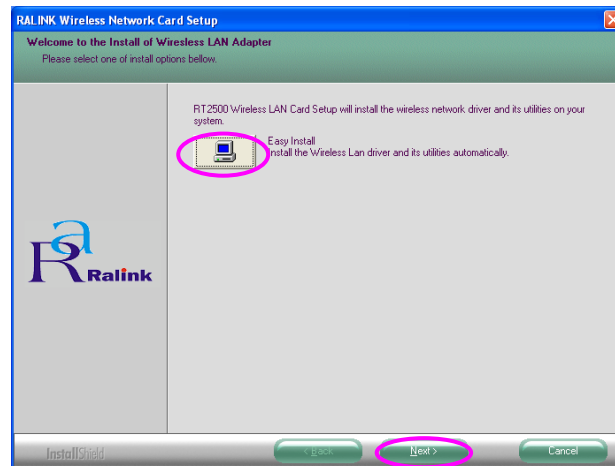 RALINK Wireless Network Card Setup
Welcome to the Install of Wiresless LAN Adapter
Please select one of install options bellow.
RT2500 Wireless LAN Card Setup will install the wireless network driver and its utilities on your
system.
Easy Install
Install the Wireless Lan driver and its utilities automatically.
Ra
Ralink
InstallShield
< Back
Next >
Cancel